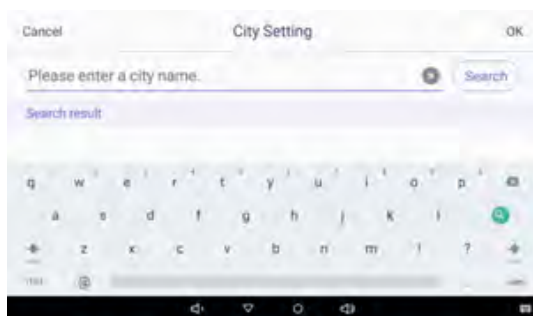 Cancel City Setting OK
Please enter a city name. Search
Search result
q w e r t y u i o p
a s d f g h j k l
z x c v b n m ! ?
@